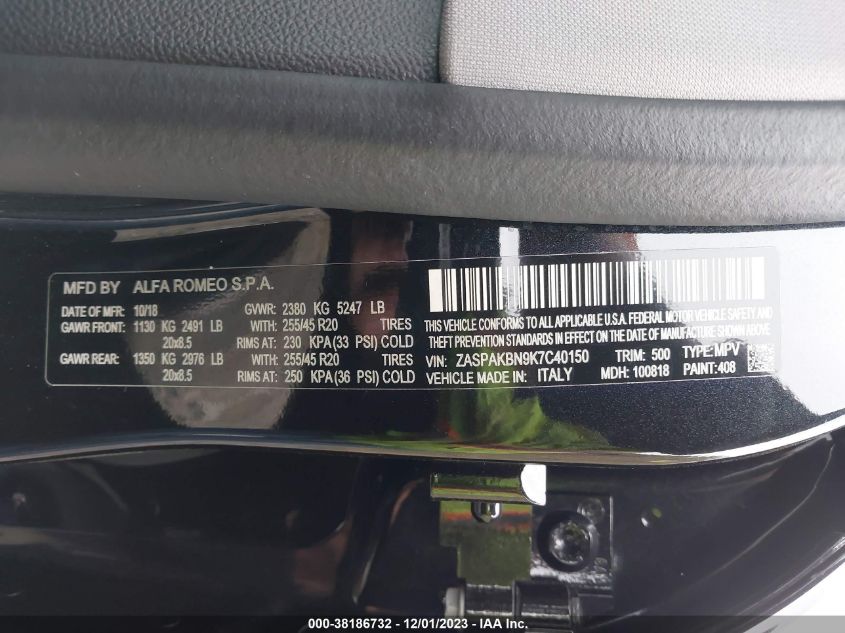 MFD BY ALFA ROMEO S.P.A.
DATE OF MFR: 10/18 GVWR: 2380 KG 5247 LB
GAWR FRONT: 1130 KG 2491 LB WITH: 255/45 R20 TIRES
20x8.5 RIMS AT: 230 KPA (33 PSI) COLD
GAWR REAR: 1350 KG 2976 LB WITH: 255/45 R20 TIRES
20x8.5 RIMS AT: 250 KPA (36 PSI) COLD
THIS VEHICLE CONFORMS TO ALL APPLICABLE U.S.A. FEDERAL MOTOR VEHICLE SAFETY AND
THEFT PREVENTION STANDARDS IN EFFECT ON THE DATE OF MANUFACTURE SHOWN ABOVE.
VIN: ZASPAKBN9K7C40150 TRIM: 500 TYPE: MPV
VEHICLE MADE IN: ITALY MDH: 100818 PAINT: 408
000-38186732 - 12/01/2023 - IAA Inc.